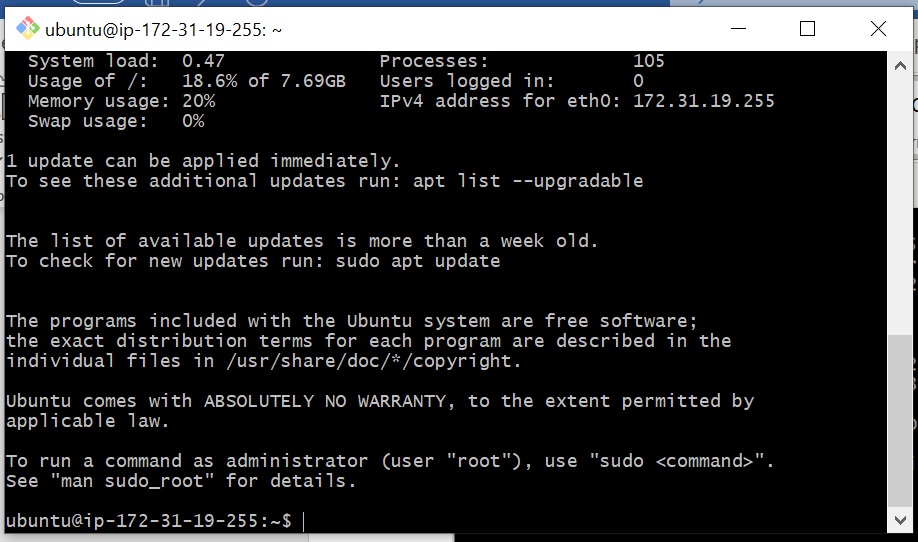 ubuntu@ip-172-31-19-255: ~
System load:  0.47               Processes:             105
Usage of /:   18.6% of 7.69GB   Users logged in:       0
Memory usage: 20%                IPv4 address for eth0: 172.31.19.255
Swap usage:   0%
1 update can be applied immediately.
To see these additional updates run: apt list --upgradable
The list of available updates is more than a week old.
To check for new updates run: sudo apt update
The programs included with the Ubuntu system are free software;
the exact distribution terms for each program are described in the
individual files in /usr/share/doc/*/copyright.
Ubuntu comes with ABSOLUTELY NO WARRANTY, to the extent permitted by
applicable law.
To run a command as administrator (user "root"), use "sudo <command>".
See "man sudo_root" for details.
ubuntu@ip-172-31-19-255:~$